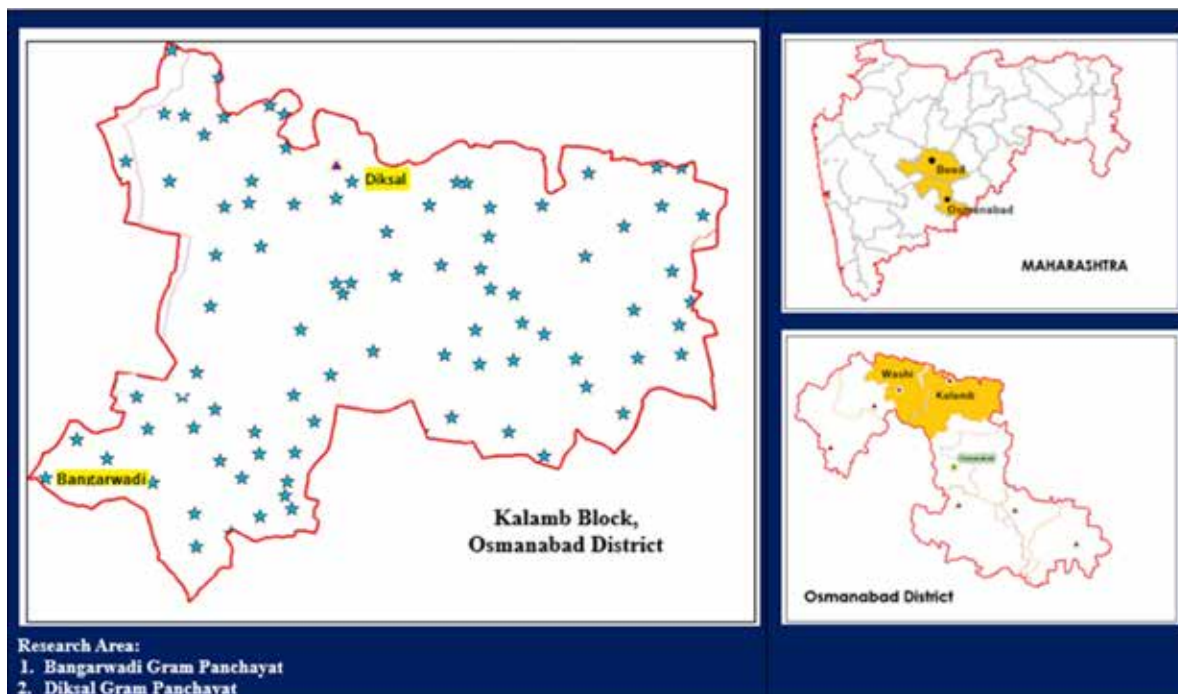 Diksal
Bangarwadi
Kalamb Block,
Osmanabad District
Beed
Osmanabad
MAHARASHTRA
Washi
Kalamb
Osmanabad District
Research Area:
1. Bangarwadi Gram Panchayat
2. Diksal Gram Panchayat